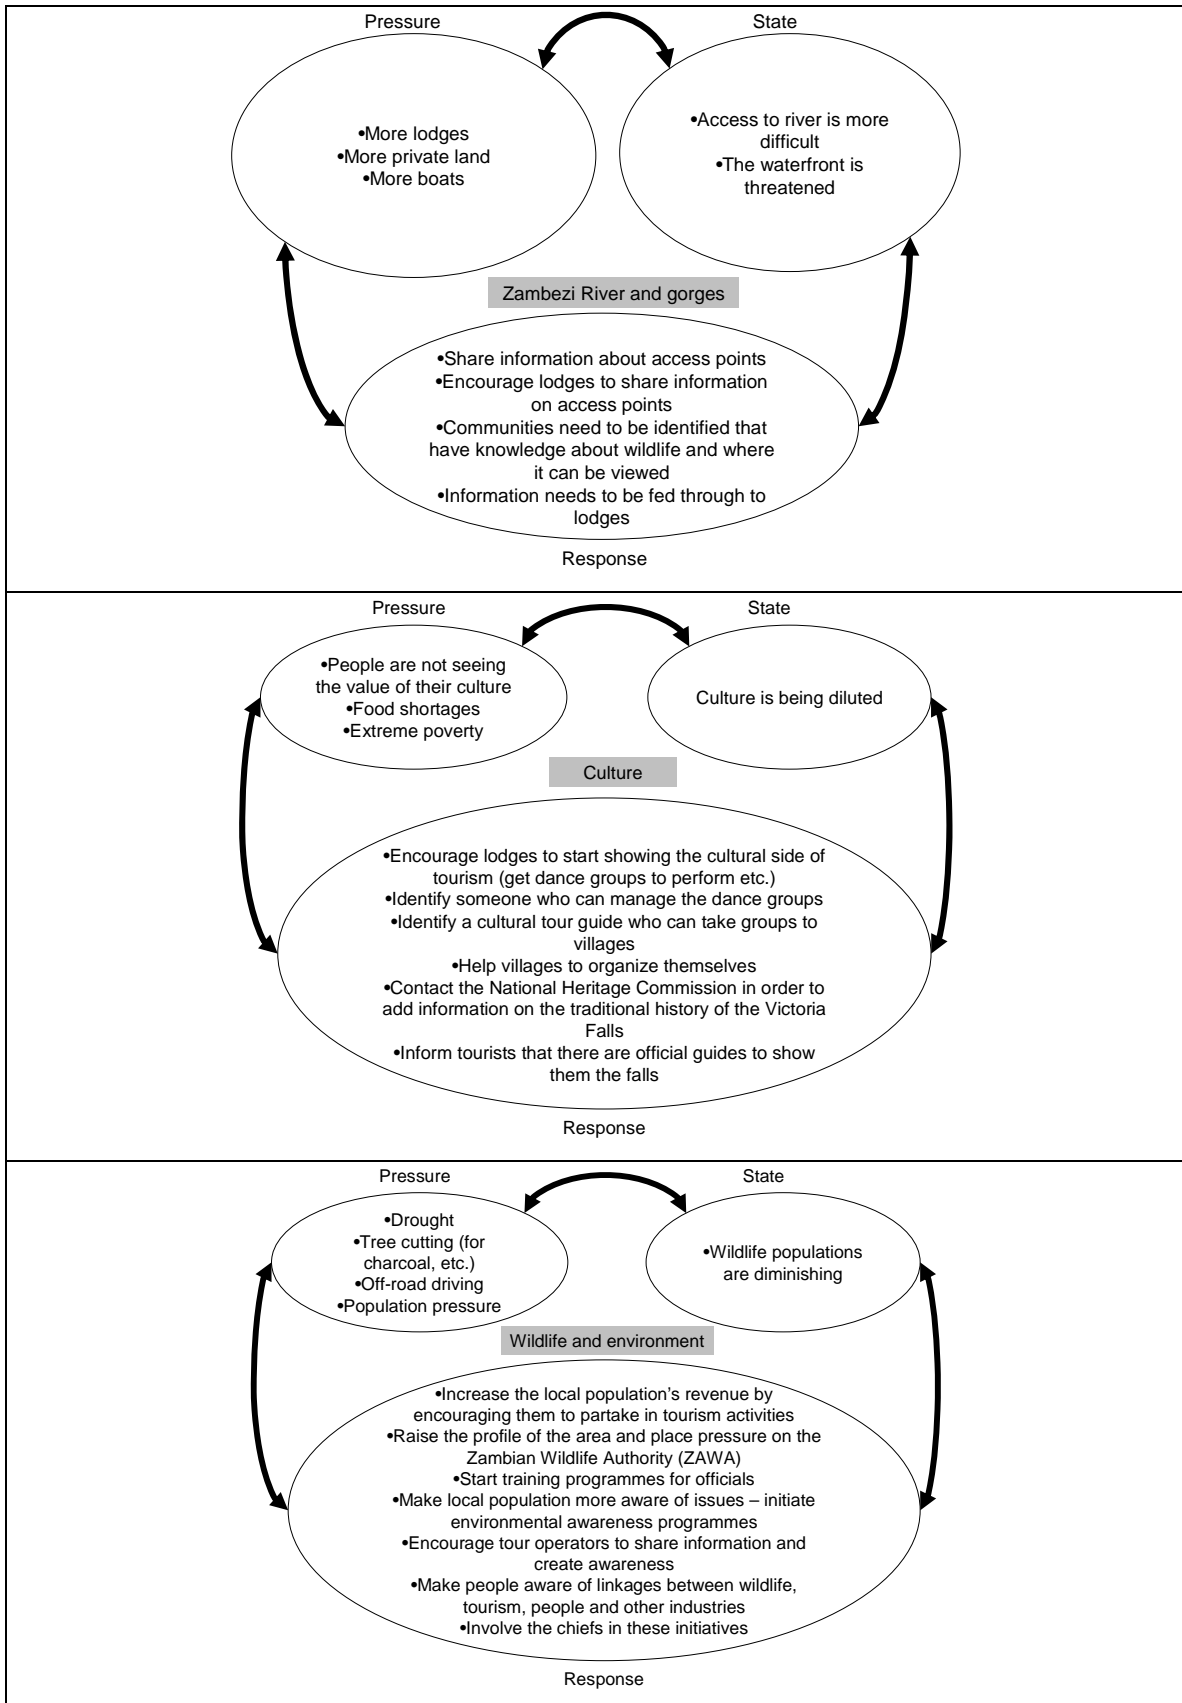 Pressure
State
•More lodges
•More private land
•More boats
•Access to river is more
difficult
•The waterfront is
threatened
Zambezi River and gorges
•Share information about access points
•Encourage lodges to share information
on access points
•Communities need to be identified that
have knowledge about wildlife and where
it can be viewed
•Information needs to be fed through to
lodges
Response
Pressure
State
•People are not seeing
the value of their culture
•Food shortages
•Extreme poverty
Culture is being diluted
Culture
•Encourage lodges to start showing the cultural side of
tourism (get dance groups to perform etc.)
•Identify someone who can manage the dance groups
•Identify a cultural tour guide who can take groups to
villages
•Help villages to organize themselves
•Contact the National Heritage Commission in order to
add information on the traditional history of the Victoria
Falls
•Inform tourists that there are official guides to show
them the falls
Response
Pressure
State
•Drought
•Tree cutting (for
charcoal, etc.)
•Off-road driving
•Population pressure
•Wildlife populations
are diminishing
Wildlife and environment
•Increase the local population’s revenue by
encouraging them to partake in tourism activities
•Raise the profile of the area and place pressure on the
Zambian Wildlife Authority (ZAWA)
•Start training programmes for officials
•Make local population more aware of issues – initiate
environmental awareness programmes
•Encourage tour operators to share information and
create awareness
•Make people aware of linkages between wildlife,
tourism, people and other industries
•Involve the chiefs in these initiatives
Response